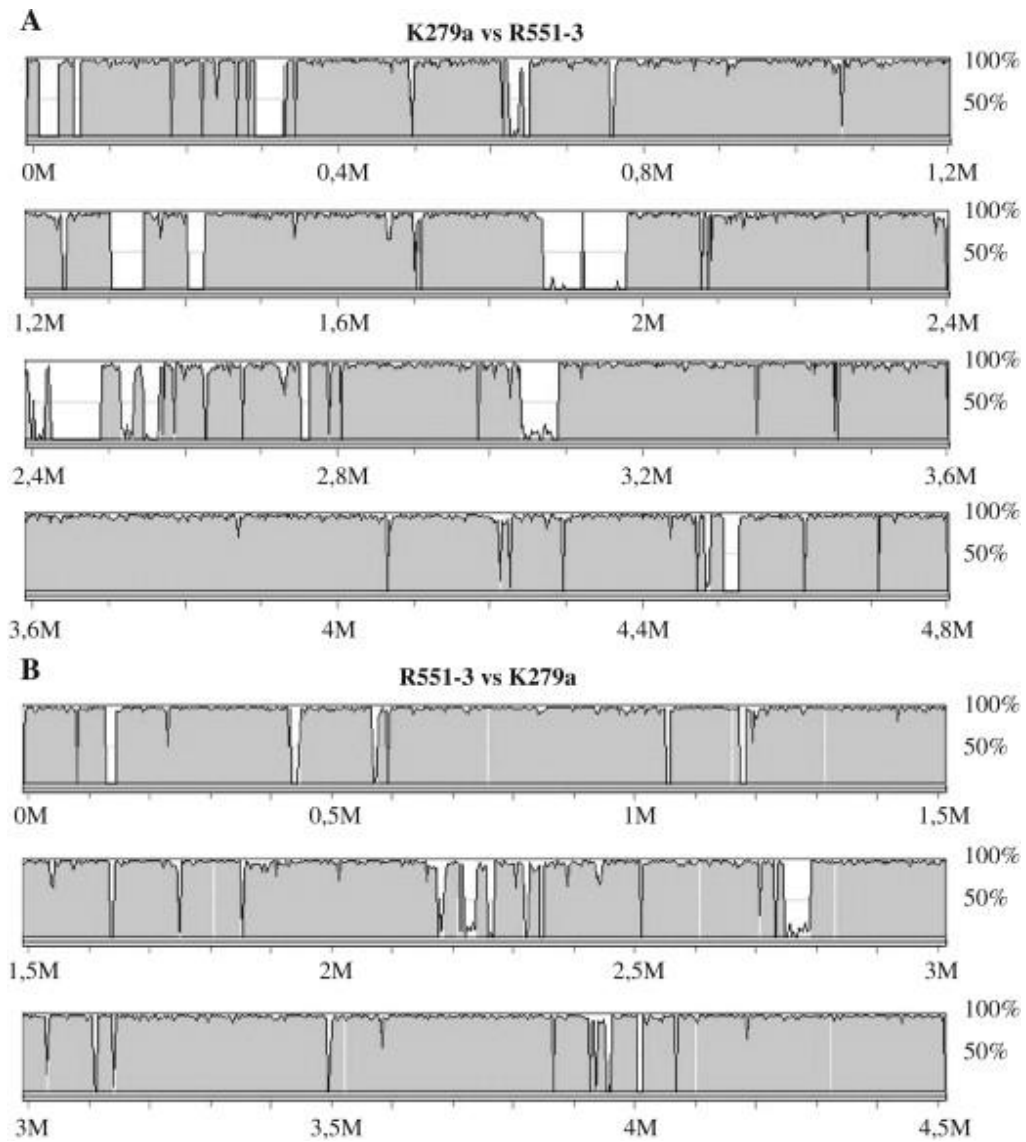 A
K279a vs R551-3
100%
50%
0M 0,4M 0,8M 1,2M
100%
50%
1,2M 1,6M 2M 2,4M
100%
50%
2,4M 2,8M 3,2M 3,6M
100%
50%
3,6M 4M 4,4M 4,8M
B
R551-3 vs K279a
100%
50%
0M 0,5M 1M 1,5M
100%
50%
1,5M 2M 2,5M 3M
100%
50%
3M 3,5M 4M 4.5M